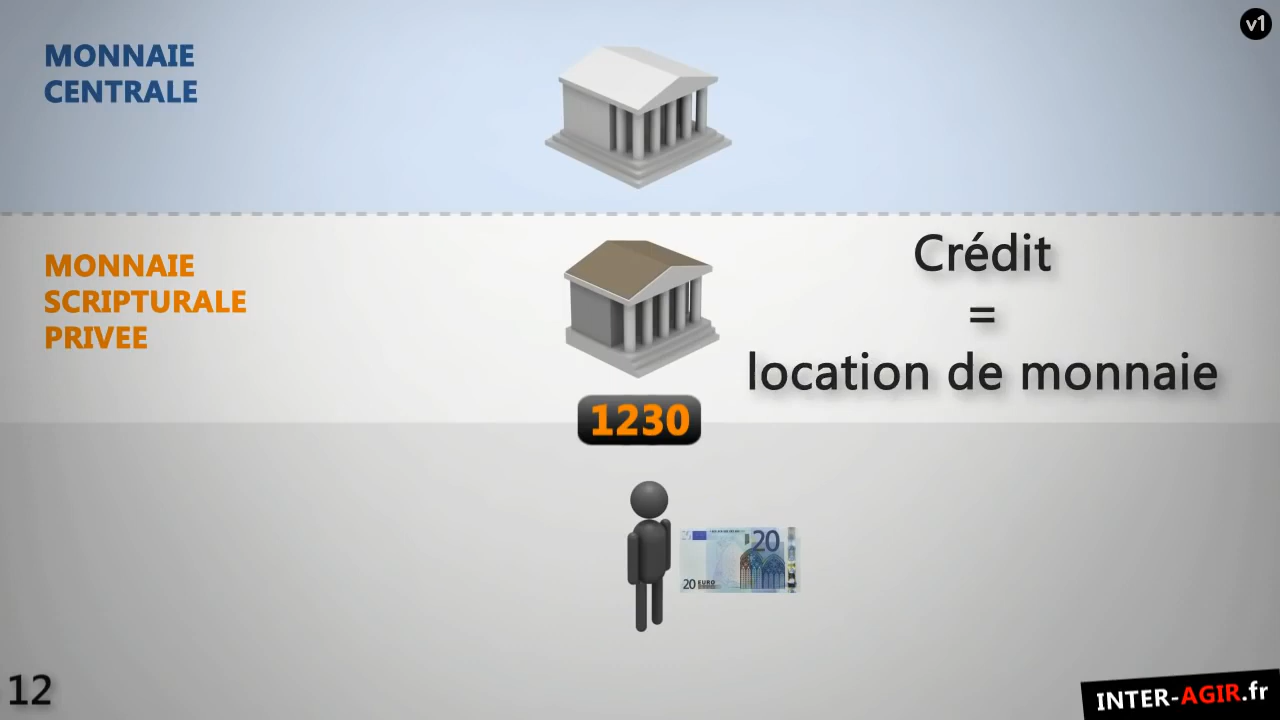 v1
MONNAIE
CENTRALE
MONNAIE
SCRIPTURALE
PRIVEE
Crédit
=
location de monnaie
1230
20
20 EURO
12
INTER-AGIR.fr